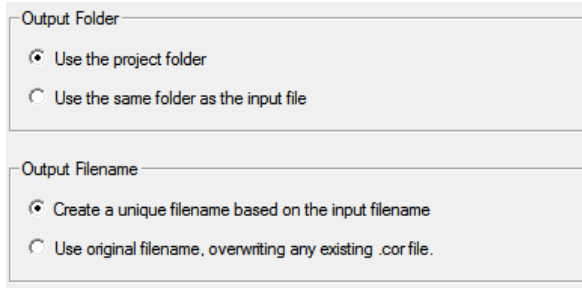 Output Folder
Use the project folder
Use the same folder as the input file
Output Filename
Create a unique filename based on the input filename
Use original filename, overwriting any existing .cor file.